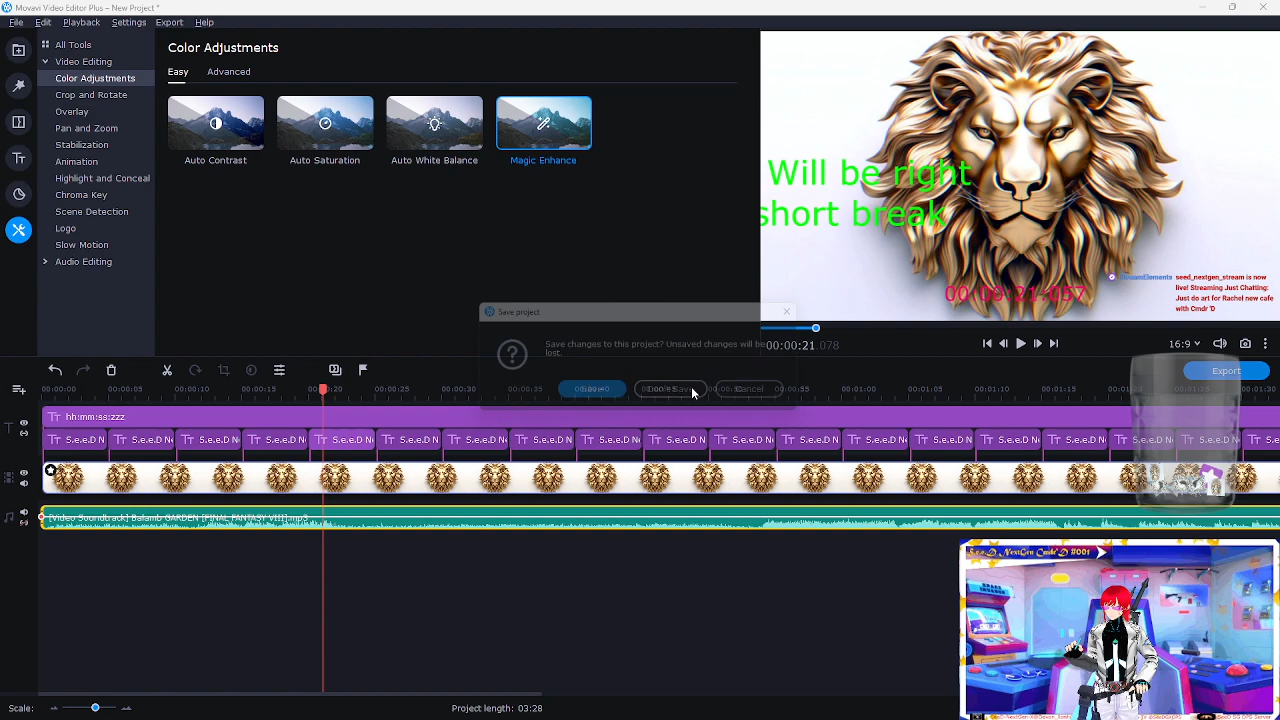 Movavi Video Editor Plus – New Project *
File Edit Playback Settings Export Help
All Tools
Video Editing
Color Adjustments
Crop and Rotate
Overlay
Pan and Zoom
Stabilization
Animation
Highlight and Conceal
Chroma Key
Scene Detection
Logo
Slow Motion
Audio Editing
Color Adjustments
Easy Advanced
Auto Contrast Auto Saturation Auto White Balance Magic Enhance
Will be right
short break
StreamElements seed_nextgen_stream is now
live! Streaming Just Chatting:
Just do art for Rachel new cafe
with Cmdr 'D
00:00:21:057
Save project
Save changes to this project? Unsaved changes will be
lost.
Save Don't Save Cancel
00:00:21.078
16:9
Export
00:00:00 00:00:05 00:00:10 00:00:15 00:00:20 00:00:25 00:00:30 00:00:35 00:00:40 00:00:45 00:00:55 00:01:00 00:01:05 00:01:10 00:01:15 00:01:20 00:01:25 00:01:30
hh:mm:ss:zzz
S.e.e.D N S.e.e.D N S.e.e.D N S.e.e.D N S.e.e.D N S.e.e.D N S.e.e.D N S.e.e.D N S.e.e.D N S.e.e.D N S.e.e.D N S.e.e.D N S.e.e.D N S.e.e.D N S.e.e.D N S.e.e.D N S.e.e.D N S.e.e.D N S.e.e.D
[Video Soundtrack] Balamb GARDEN [FINAL FANTASY VIII].mp3
S.e.e.D NextGen Cmdr'D #001
Scale:
Project length: 03:28